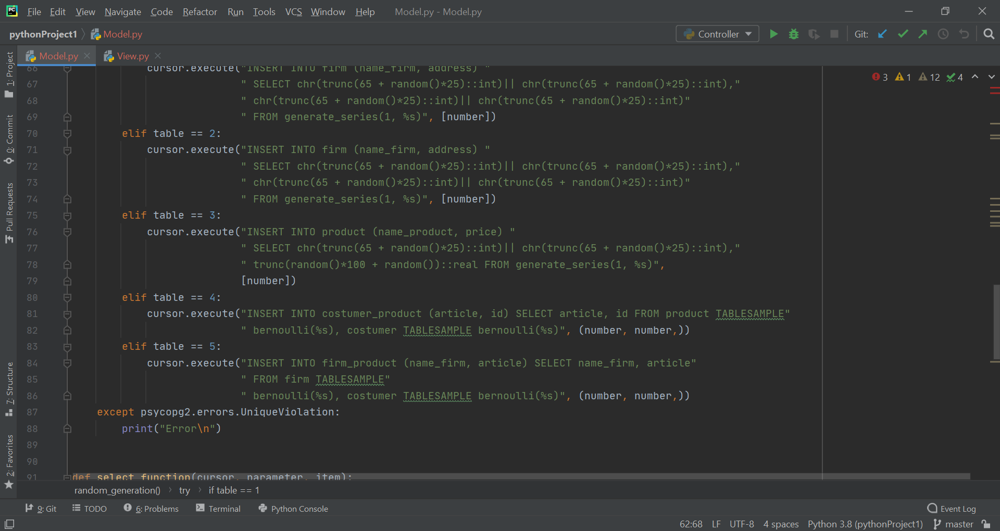 File Edit View Navigate Code Refactor Run Tools VCS Window Help Model.py - Model.py
pythonProject1 Model.py Controller Git:
Model.py View.py
3 1 12 4
1: Project
0: Commit
Pull Requests
7: Structure
2: Favorites
66 cursor.execute("INSERT INTO firm (name_firm, address) "
67 " SELECT chr(trunc(65 + random()*25)::int)|| chr(trunc(65 + random()*25)::int),"
68 " chr(trunc(65 + random()*25)::int)|| chr(trunc(65 + random()*25)::int)"
69 " FROM generate_series(1, %s)", [number])
70 elif table == 2:
71 cursor.execute("INSERT INTO firm (name_firm, address) "
72 " SELECT chr(trunc(65 + random()*25)::int)|| chr(trunc(65 + random()*25)::int),"
73 " chr(trunc(65 + random()*25)::int)|| chr(trunc(65 + random()*25)::int)"
74 " FROM generate_series(1, %s)", [number])
75 elif table == 3:
76 cursor.execute("INSERT INTO product (name_product, price) "
77 " SELECT chr(trunc(65 + random()*25)::int)|| chr(trunc(65 + random()*25)::int),"
78 " trunc(random()*100 + random())::real FROM generate_series(1, %s)",
79 [number])
80 elif table == 4:
81 cursor.execute("INSERT INTO costumer_product (article, id) SELECT article, id FROM product TABLESAMPLE"
82 " bernoulli(%s), costumer TABLESAMPLE bernoulli(%s)", (number, number,))
83 elif table == 5:
84 cursor.execute("INSERT INTO firm_product (name_firm, article) SELECT name_firm, article"
85 " FROM firm TABLESAMPLE"
86 " bernoulli(%s), costumer TABLESAMPLE bernoulli(%s)", (number, number,))
87 except psycopg2.errors.UniqueViolation:
88 print("Error\n")
89
90
91 def select_function(cursor, parameter, item):
random_generation() › try › if table == 1
9: Git TODO 6: Problems Terminal Python Console Event Log
62:68 LF UTF-8 4 spaces Python 3.8 (pythonProject1) master